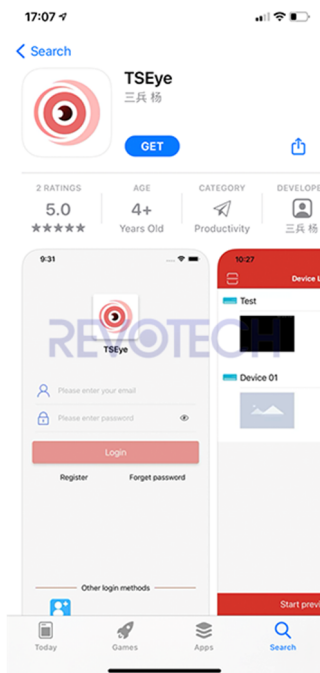 17:07
Search
TSEye
三兵 杨
GET
2 RATINGS
AGE
CATEGORY
DEVELOPE
5.0
4+
★★★★★
Years Old
Productivity
三兵 杨
9:31
10:27
Device L
Test
REVOTECH
TSEye
Device 01
Please enter your email
Please enter password
Login
Register
Forget password
Other login methods
Start previ
Today
Games
Apps
Search